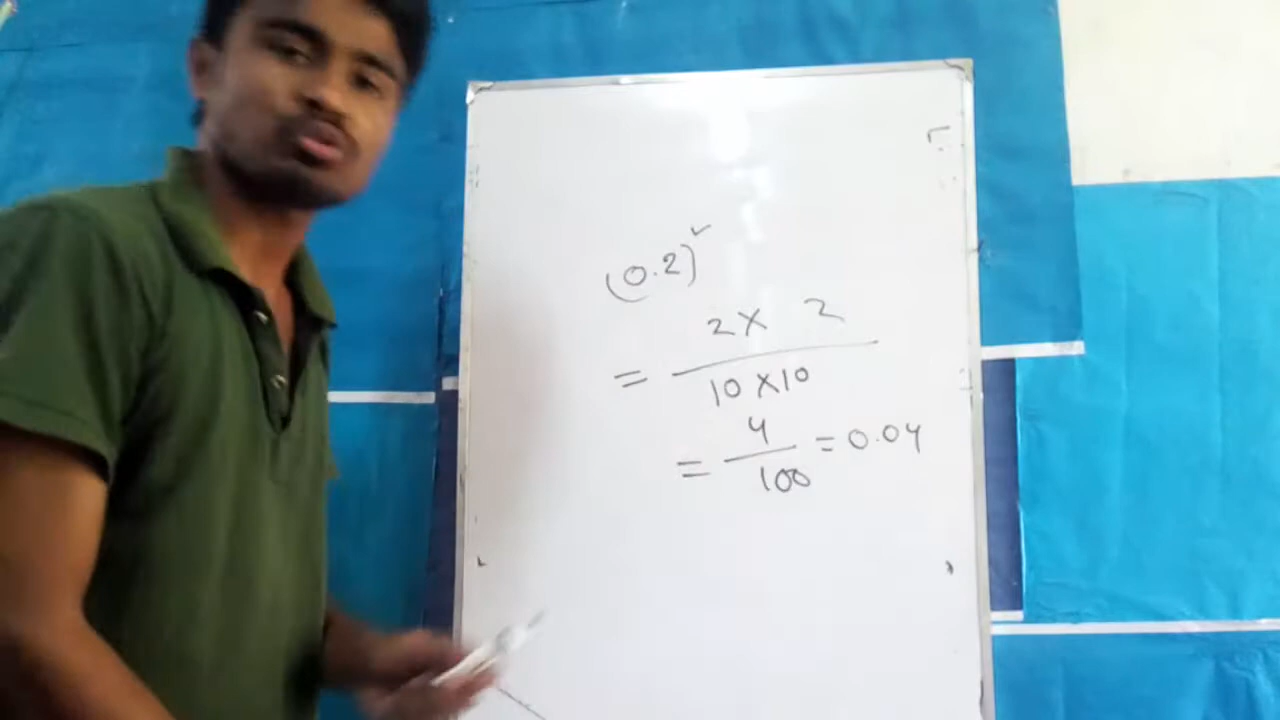 (0.2)²
= 2 × 2 / 10 × 10
= 4 / 100 = 0.04